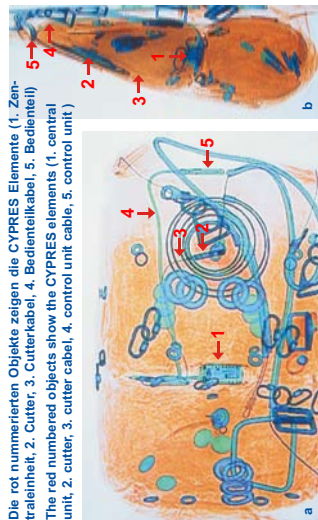 Die rot nummerierten Objekte zeigen die CYPRES Elemente (1. Zen-
traleinheit, 2. Cutter, 3. Cutterkabel, 4. Bedienteilkabel, 5. Bedienteil)
The red numbered objects show the CYPRES elements (1. central
unit, 2. cutter, 3. cutter cabel, 4. control unit cable, 5. control unit )
1
2
3
4
5
a
1
2
3
4
5
b